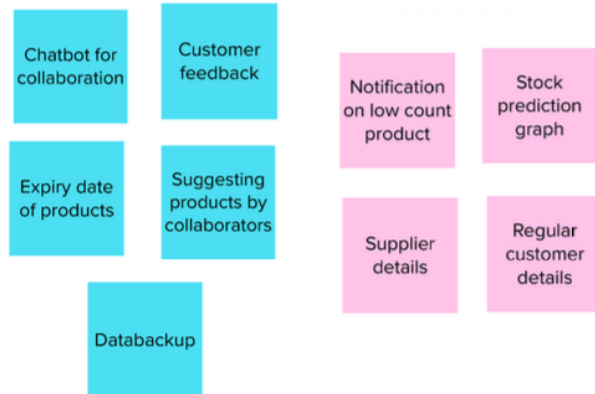 Chatbot for
collaboration
Customer
feedback
Expiry date
of products
Suggesting
products by
collaborators
Databackup
Notification
on low count
product
Stock
prediction
graph
Supplier
details
Regular
customer
details